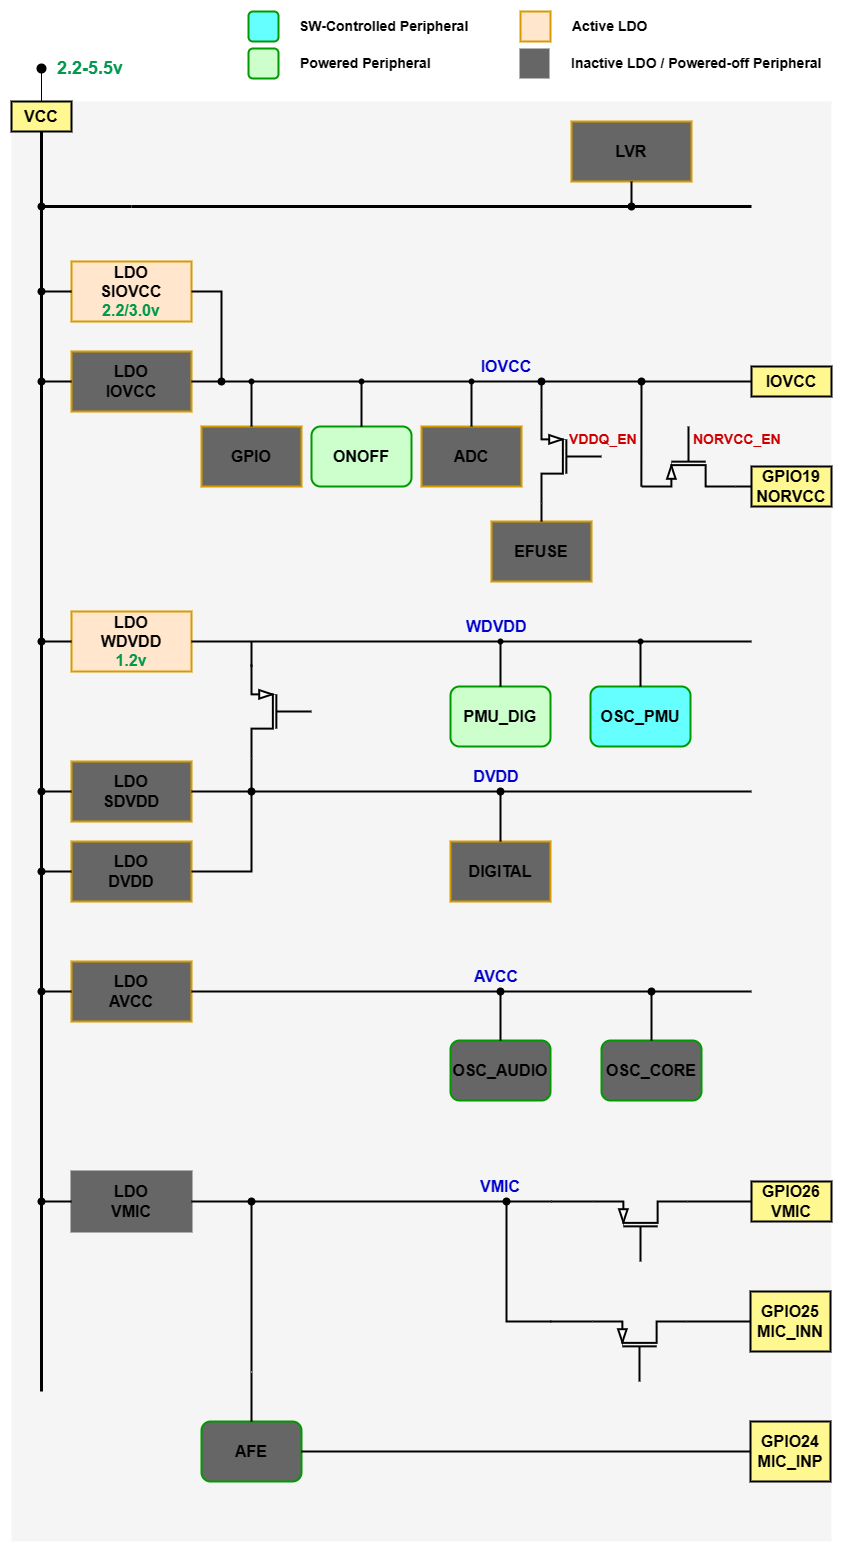 SW-Controlled Peripheral
Active LDO
Powered Peripheral
Inactive LDO / Powered-off Peripheral
2.2-5.5v
VCC
LVR
LDO
SIOVCC
2.2/3.0v
LDO
IOVCC
IOVCC
IOVCC
GPIO
ONOFF
ADC
VDDQ_EN
NORVCC_EN
GPIO19
NORVCC
EFUSE
LDO
WDVDD
1.2v
WDVDD
PMU_DIG
OSC_PMU
LDO
SDVDD
DVDD
LDO
DVDD
DIGITAL
LDO
AVCC
AVCC
OSC_AUDIO
OSC_CORE
LDO
VMIC
VMIC
GPIO26
VMIC
GPIO25
MIC_INN
AFE
GPIO24
MIC_INP